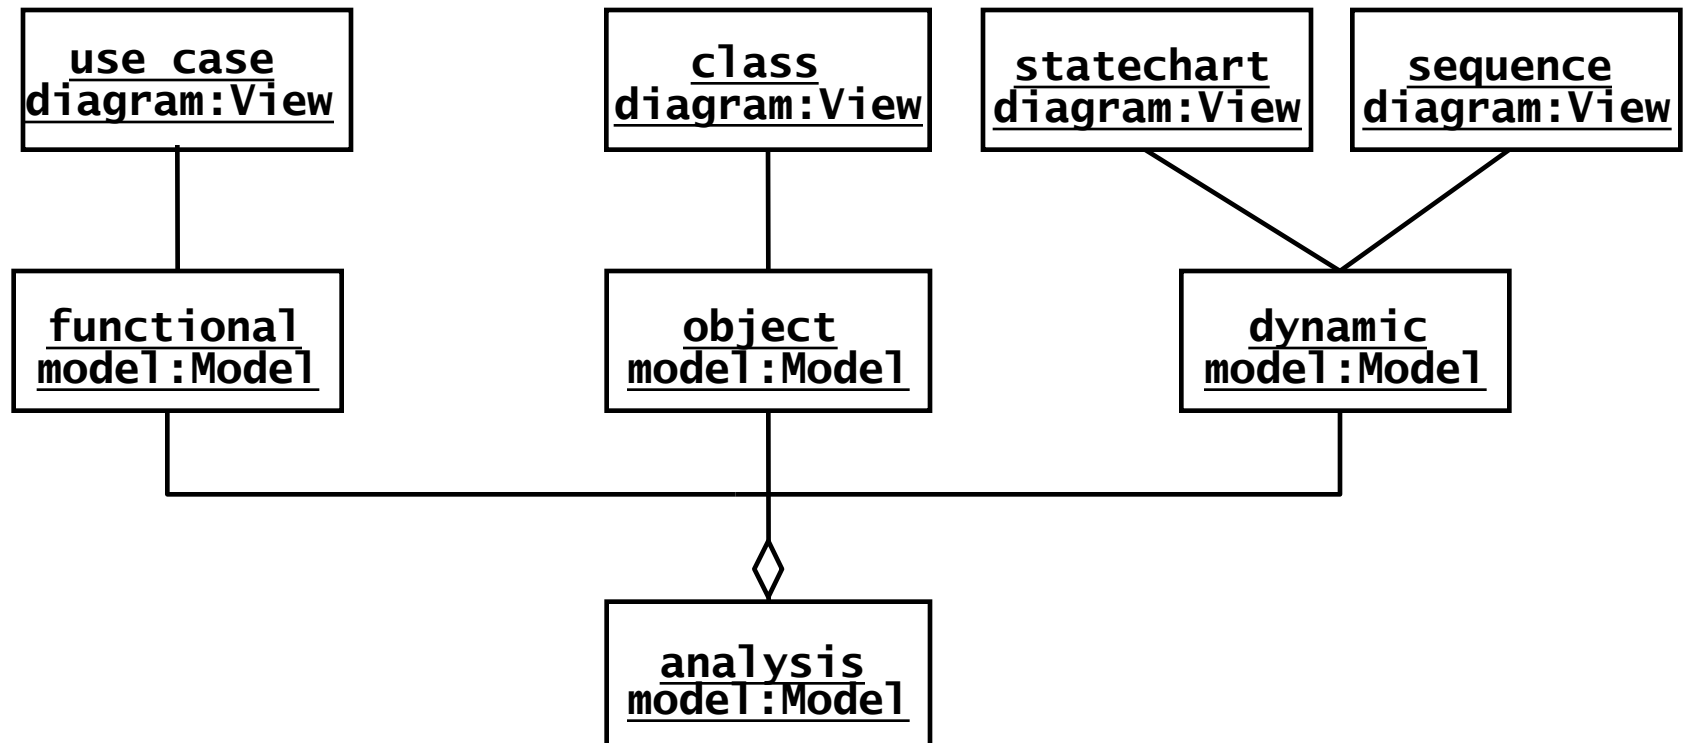 use case
diagram:View
class
diagram:View
statechart
diagram:View
sequence
diagram:View
functional
model:Model
object
model:Model
dynamic
model:Model
analysis
model:Model